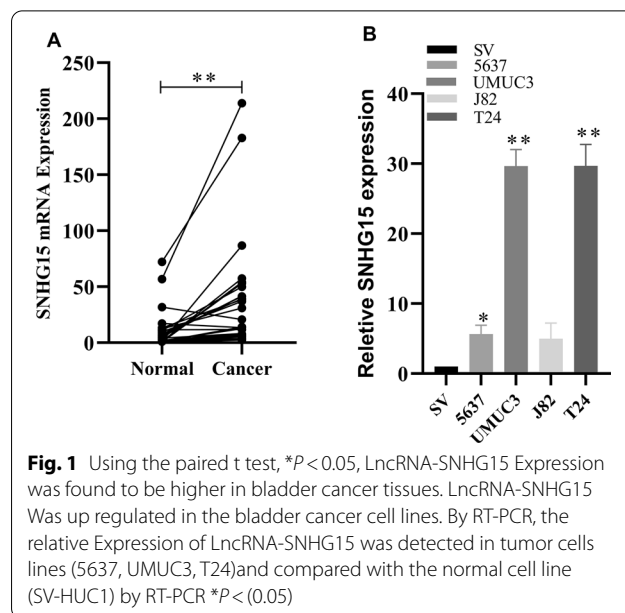 A
**
SNHG15 mRNA Expression
250
200
150
100
50
0
Normal Cancer
B
SV
5637
UMUC3
J82
T24
Reletive SNHG15 expression
40
30
20
10
0
*
**
**
SV
5637
UMUC3
J82
T24
Fig. 1 Using the paired t test, *P < 0.05, LncRNA-SNHG15 Expression
was found to be higher in bladder cancer tissues. LncRNA-SNHG15
Was up regulated in the bladder cancer cell lines. By RT-PCR, the
relative Expression of LncRNA-SNHG15 was detected in tumor cells
lines (5637, UMUC3, T24)and compared with the normal cell line
(SV-HUC1) by RT-PCR *P < (0.05)